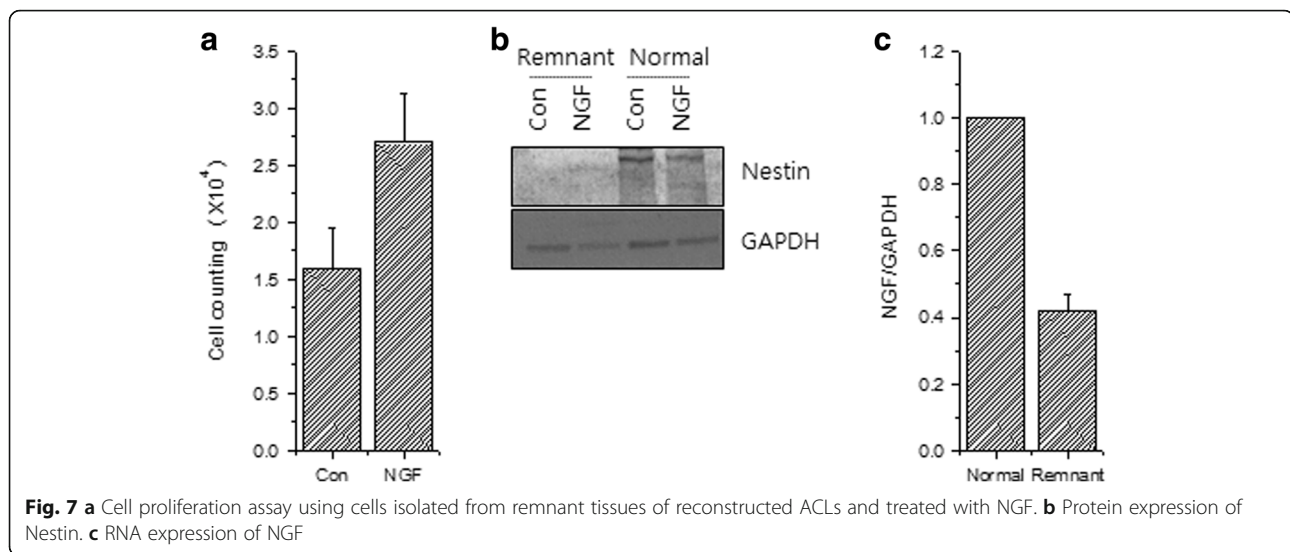 a
3.5
3.0
2.5
2.0
1.5
1.0
0.5
0.0
Cell counting (X10⁴)
Con NGF
b
Remnant Normal
Con NGF Con NGF
Nestin
GAPDH
c
1.2
1.0
0.8
0.6
0.4
0.2
0.0
NGF/GAPDH
Normal Remnant
Fig. 7 a Cell proliferation assay using cells isolated from remnant tissues of reconstructed ACLs and treated with NGF. b Protein expression of
Nestin. c RNA expression of NGF